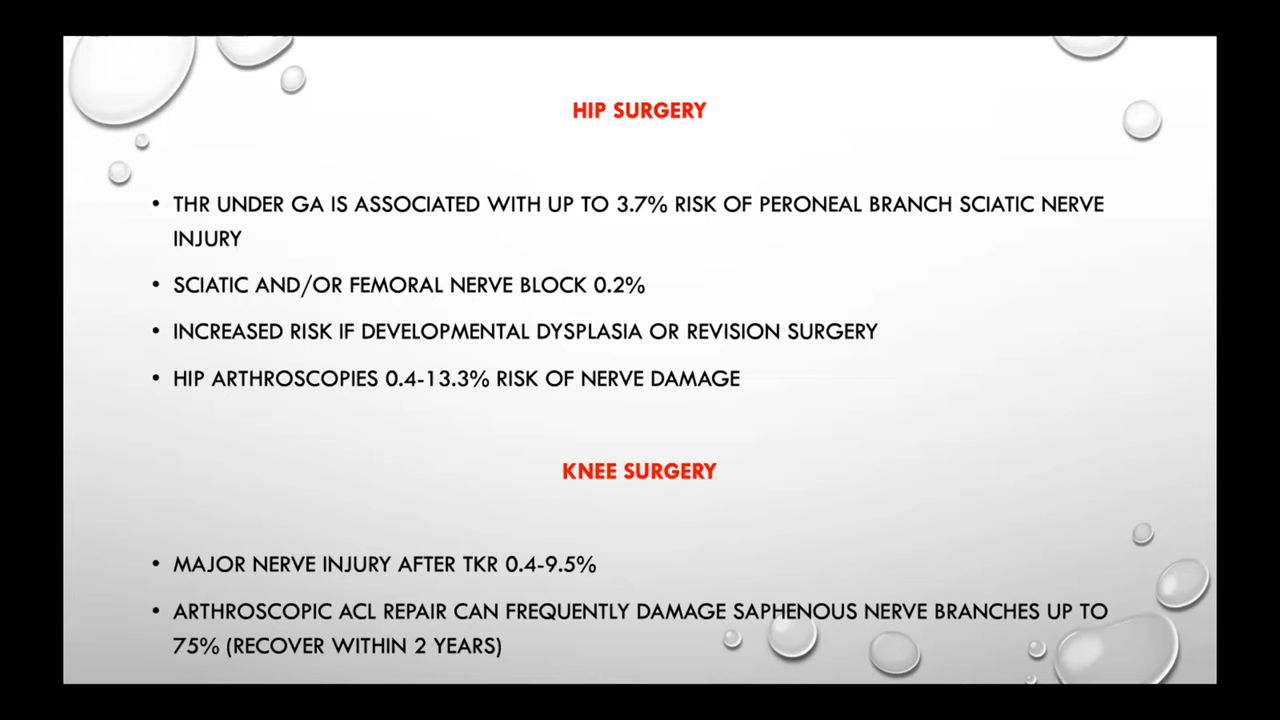 HIP SURGERY
• THR UNDER GA IS ASSOCIATED WITH UP TO 3.7% RISK OF PERONEAL BRANCH SCIATIC NERVE
INJURY
• SCIATIC AND/OR FEMORAL NERVE BLOCK 0.2%
• INCREASED RISK IF DEVELOPMENTAL DYSPLASIA OR REVISION SURGERY
• HIP ARTHROSCOPIES 0.4-13.3% RISK OF NERVE DAMAGE
KNEE SURGERY
• MAJOR NERVE INJURY AFTER TKR 0.4-9.5%
• ARTHROSCOPIC ACL REPAIR CAN FREQUENTLY DAMAGE SAPHENOUS NERVE BRANCHES UP TO
75% (RECOVER WITHIN 2 YEARS)